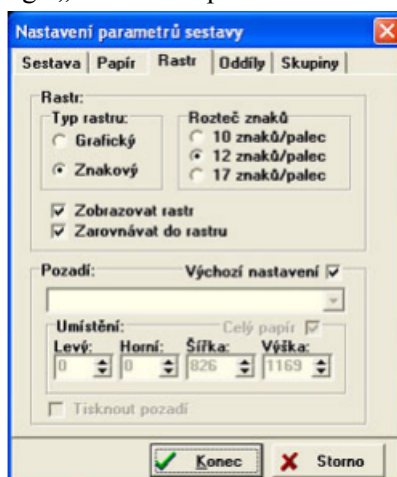 Nastavení parametrů sestavy
Sestava Papír Rastr Oddíly Skupiny
Rastr:
Typ rastru: Rozteč znaků
Grafický 10 znaků/palec
Znakový 12 znaků/palec
17 znaků/palec
Zobrazovat rastr
Zarovnávat do rastru
Pozadí: Výchozí nastavení
Umístění: Celý papír
Levý: Horní: Šířka: Výška:
0 0 826 1169
Tisknout pozadí
Konec Storno